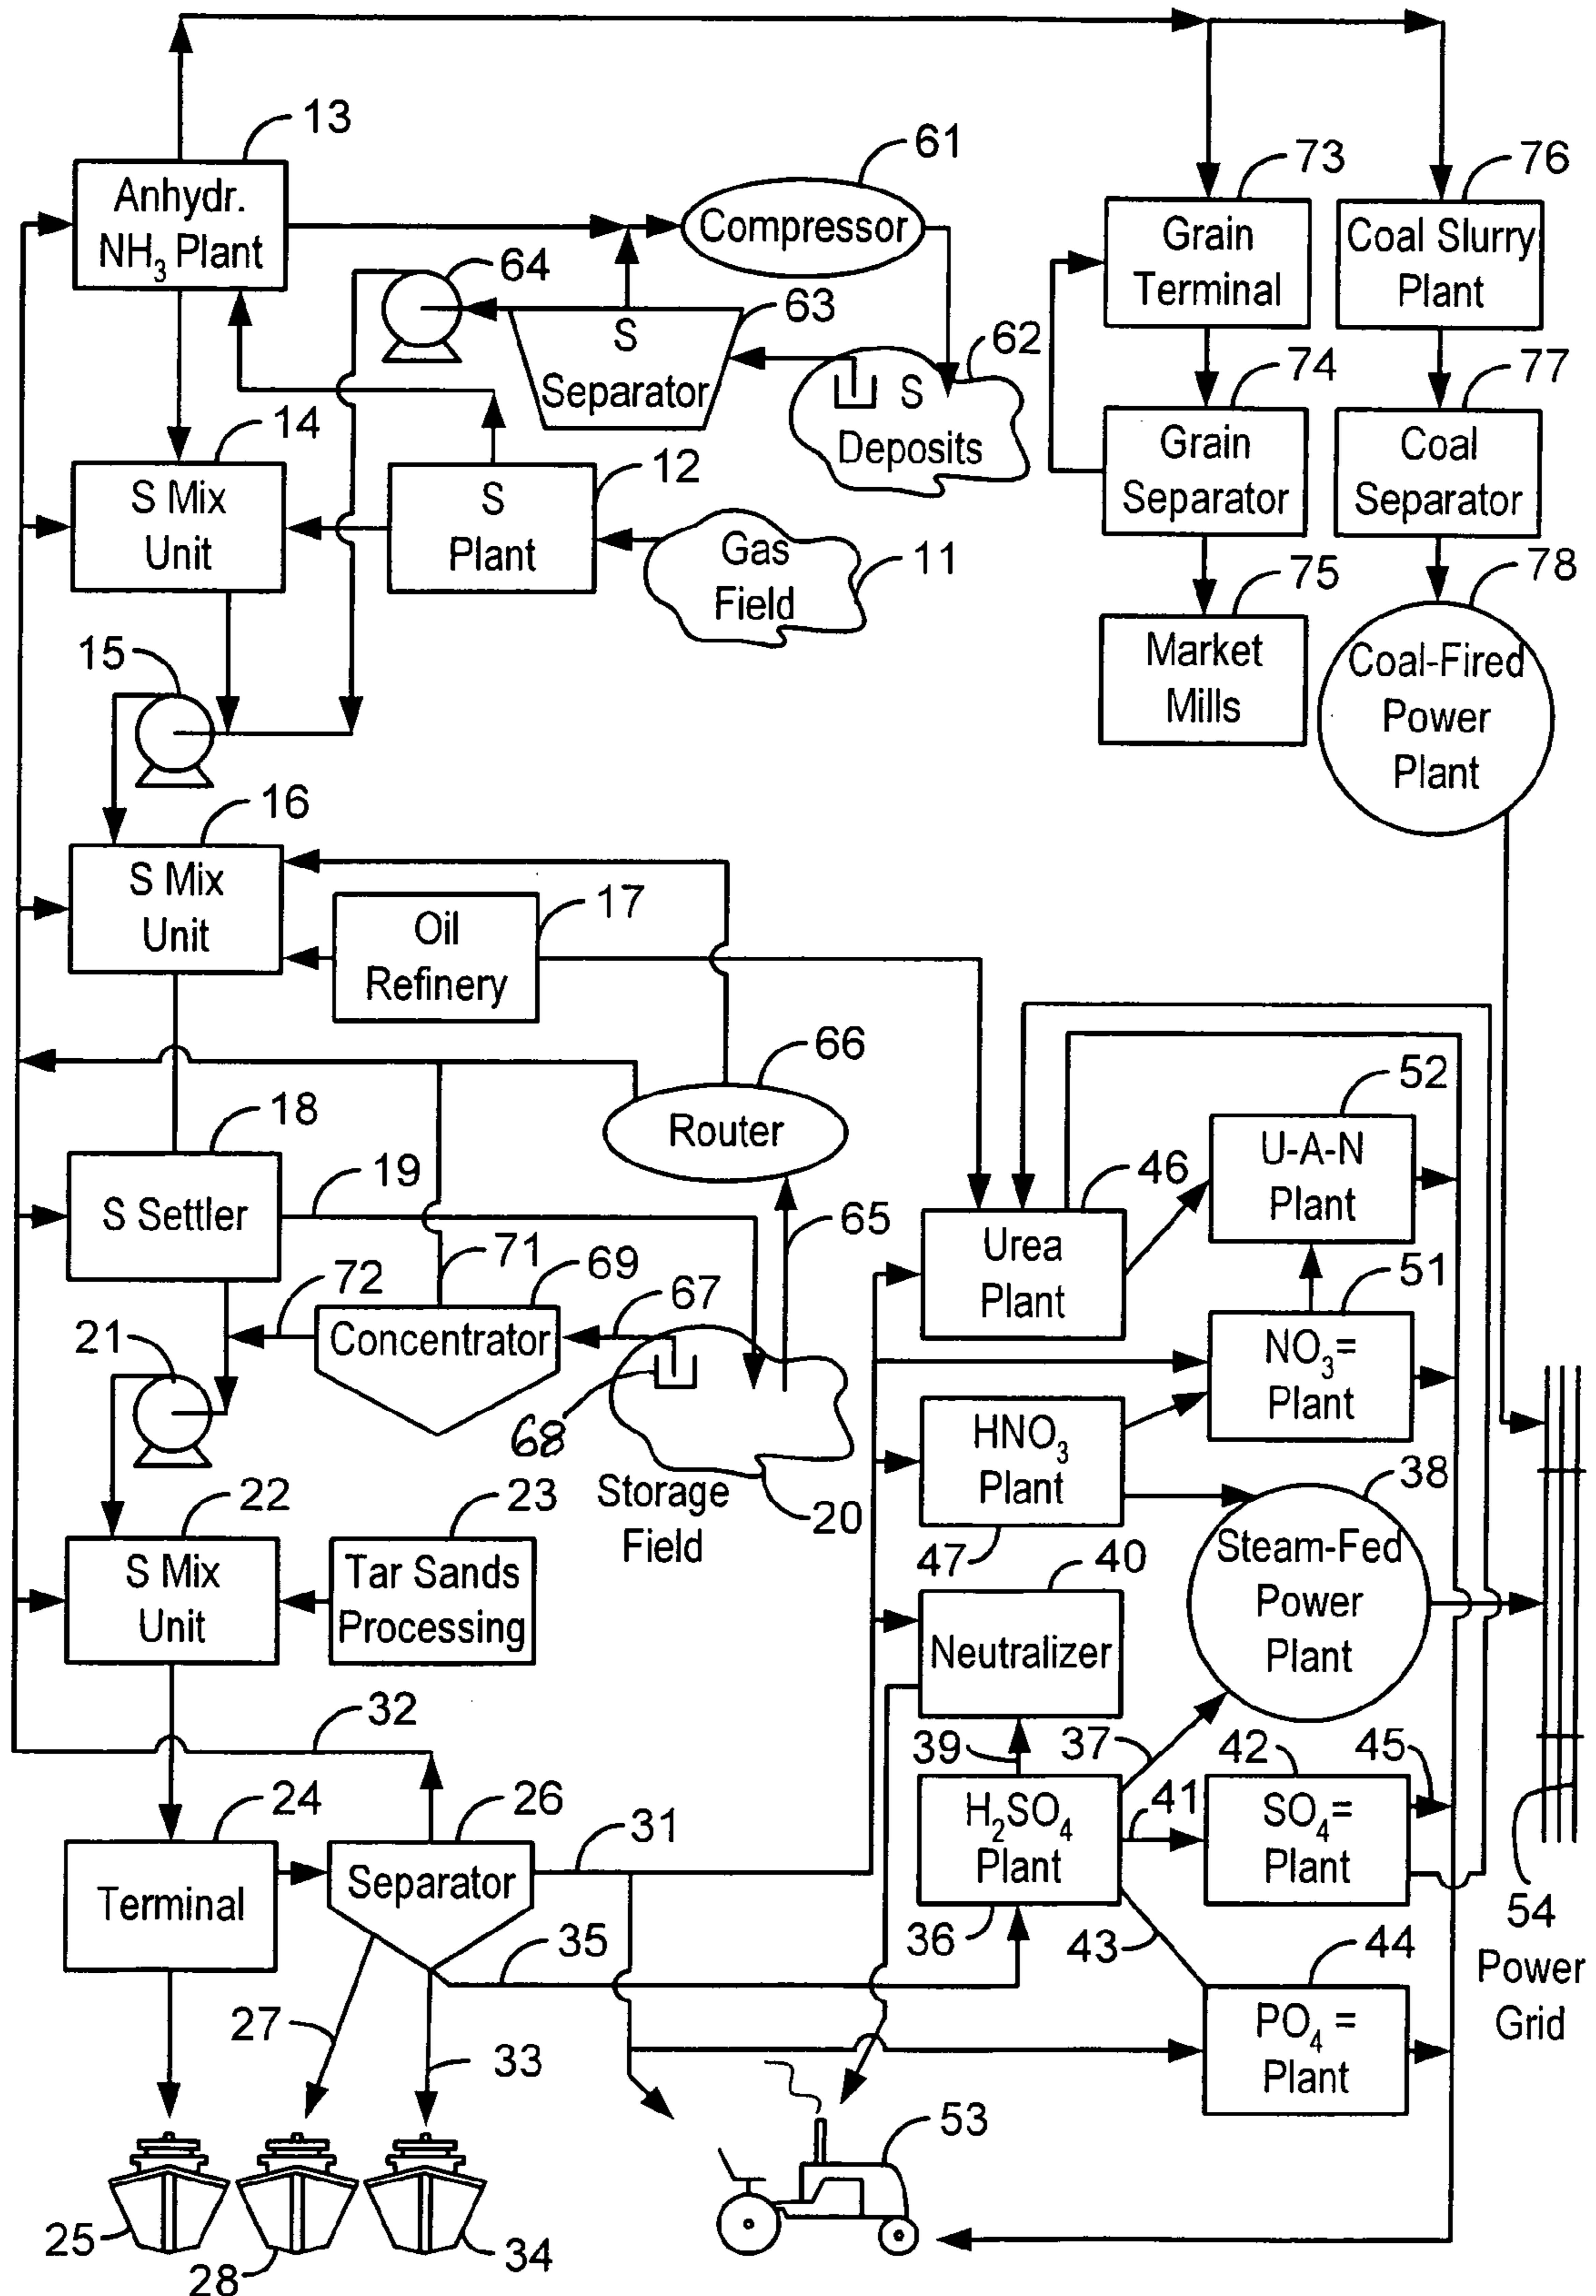 13
Anhydr.
NH₃ Plant
61
Compressor
73
Grain
Terminal
76
Coal Slurry
Plant
64
S
Separator
63
62
S
Deposits
74
Grain
Separator
77
Coal
Separator
14
S Mix
Unit
12
S
Plant
Gas
Field
11
75
Market
Mills
78
Coal-Fired
Power
Plant
15
16
S Mix
Unit
17
Oil
Refinery
66
Router
52
U-A-N
Plant
18
S Settler
19
65
46
Urea
Plant
71
72
69
67
51
NO₃=
Plant
21
Concentrator
68
Storage
Field
20
HNO₃
Plant
47
38
Steam-Fed
Power
Plant
22
S Mix
Unit
23
Tar Sands
Processing
40
Neutralizer
32
39
37
42
45
24
Terminal
26
Separator
31
H₂SO₄
Plant
36
41
SO₄=
Plant
54
Power
Grid
35
43
44
PO₄ =
Plant
27
33
53
25
28
34